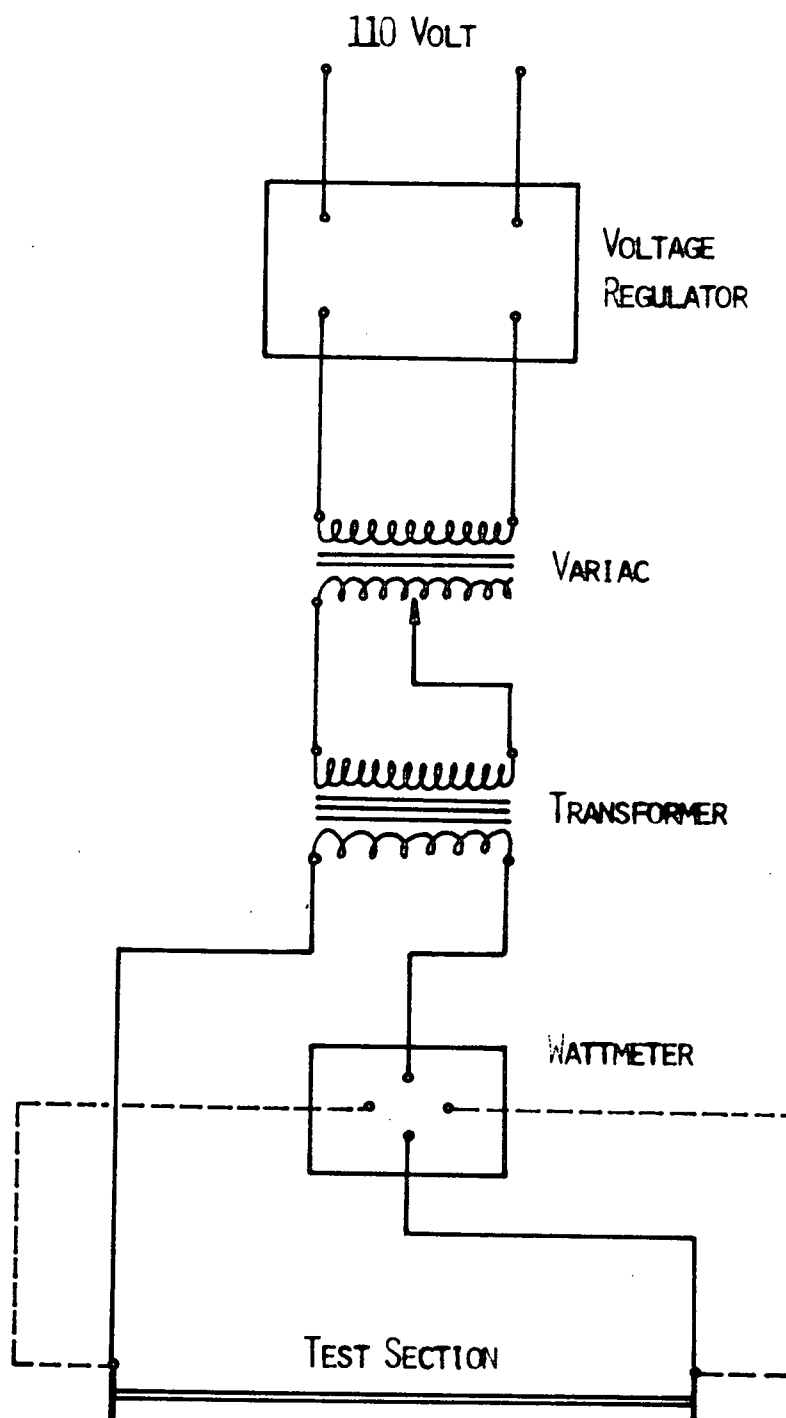 110 VOLT
VOLTAGE
REGULATOR
VARIAC
TRANSFORMER
WATTMETER
TEST SECTION